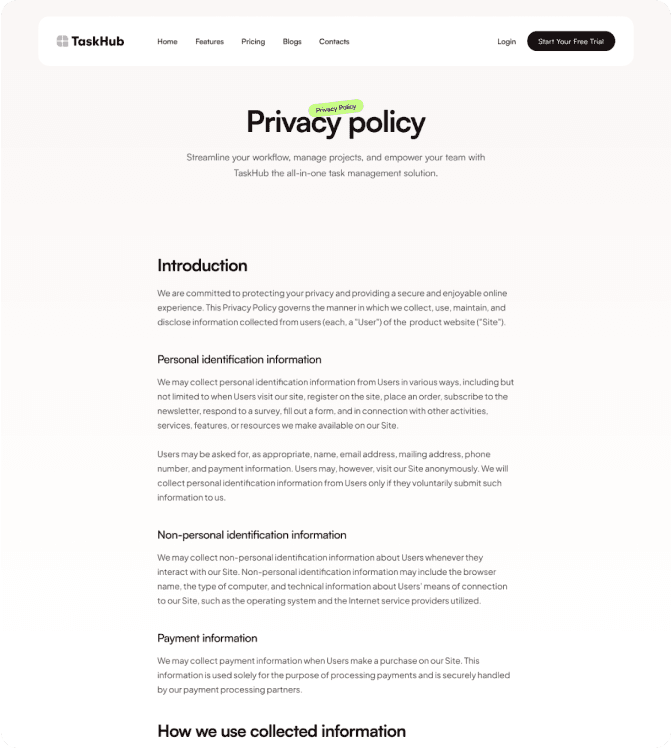 TaskHub
Home
Features
Pricing
Blogs
Contacts
Login
Start Your Free Trial
Privacy Policy
Privacy policy
Streamline your workflow, manage projects, and empower your team with
TaskHub the all-in-one task management solution.
Introduction
We are committed to protecting your privacy and providing a secure and enjoyable online
experience. This Privacy Policy governs the manner in which we collect, use, maintain, and
disclose information collected from users (each, a "User") of the product website ("Site").
Personal identification information
We may collect personal identification information from Users in various ways, including but
not limited to when Users visit our site, register on the site, place an order, subscribe to the
newsletter, respond to a survey, fill out a form, and in connection with other activities,
services, features, or resources we make available on our Site.
Users may be asked for, as appropriate, name, email address, mailing address, phone
number, and payment information. Users may, however, visit our Site anonymously. We will
collect personal identification information from Users only if they voluntarily submit such
information to us.
Non-personal identification information
We may collect non-personal identification information about Users whenever they
interact with our Site. Non-personal identification information may include the browser
name, the type of computer, and technical information about Users' means of connection
to our Site, such as the operating system and the Internet service providers utilized.
Payment information
We may collect payment information when Users make a purchase on our Site. This
information is used solely for the purpose of processing payments and is securely handled
by our payment processing partners.
How we use collected information